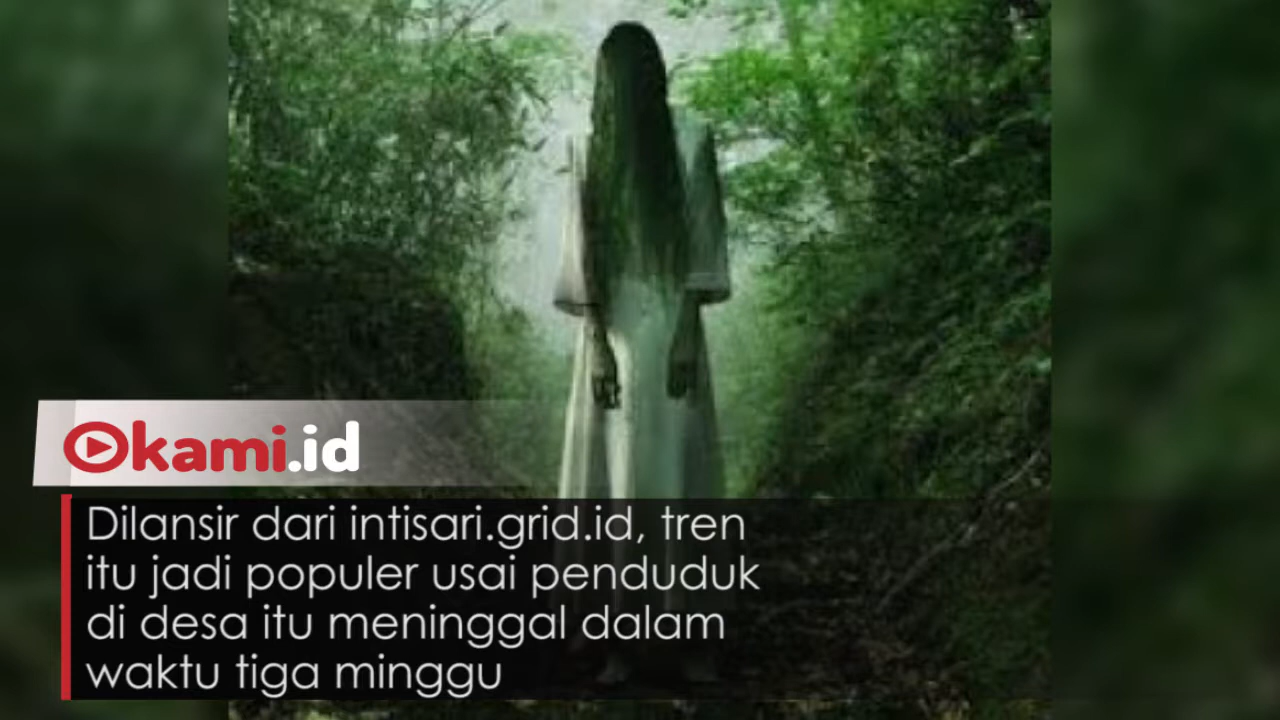 Okami.id
Dilansir dari intisari.grid.id, tren
itu jadi populer usai penduduk
di desa itu meninggal dalam
waktu tiga minggu